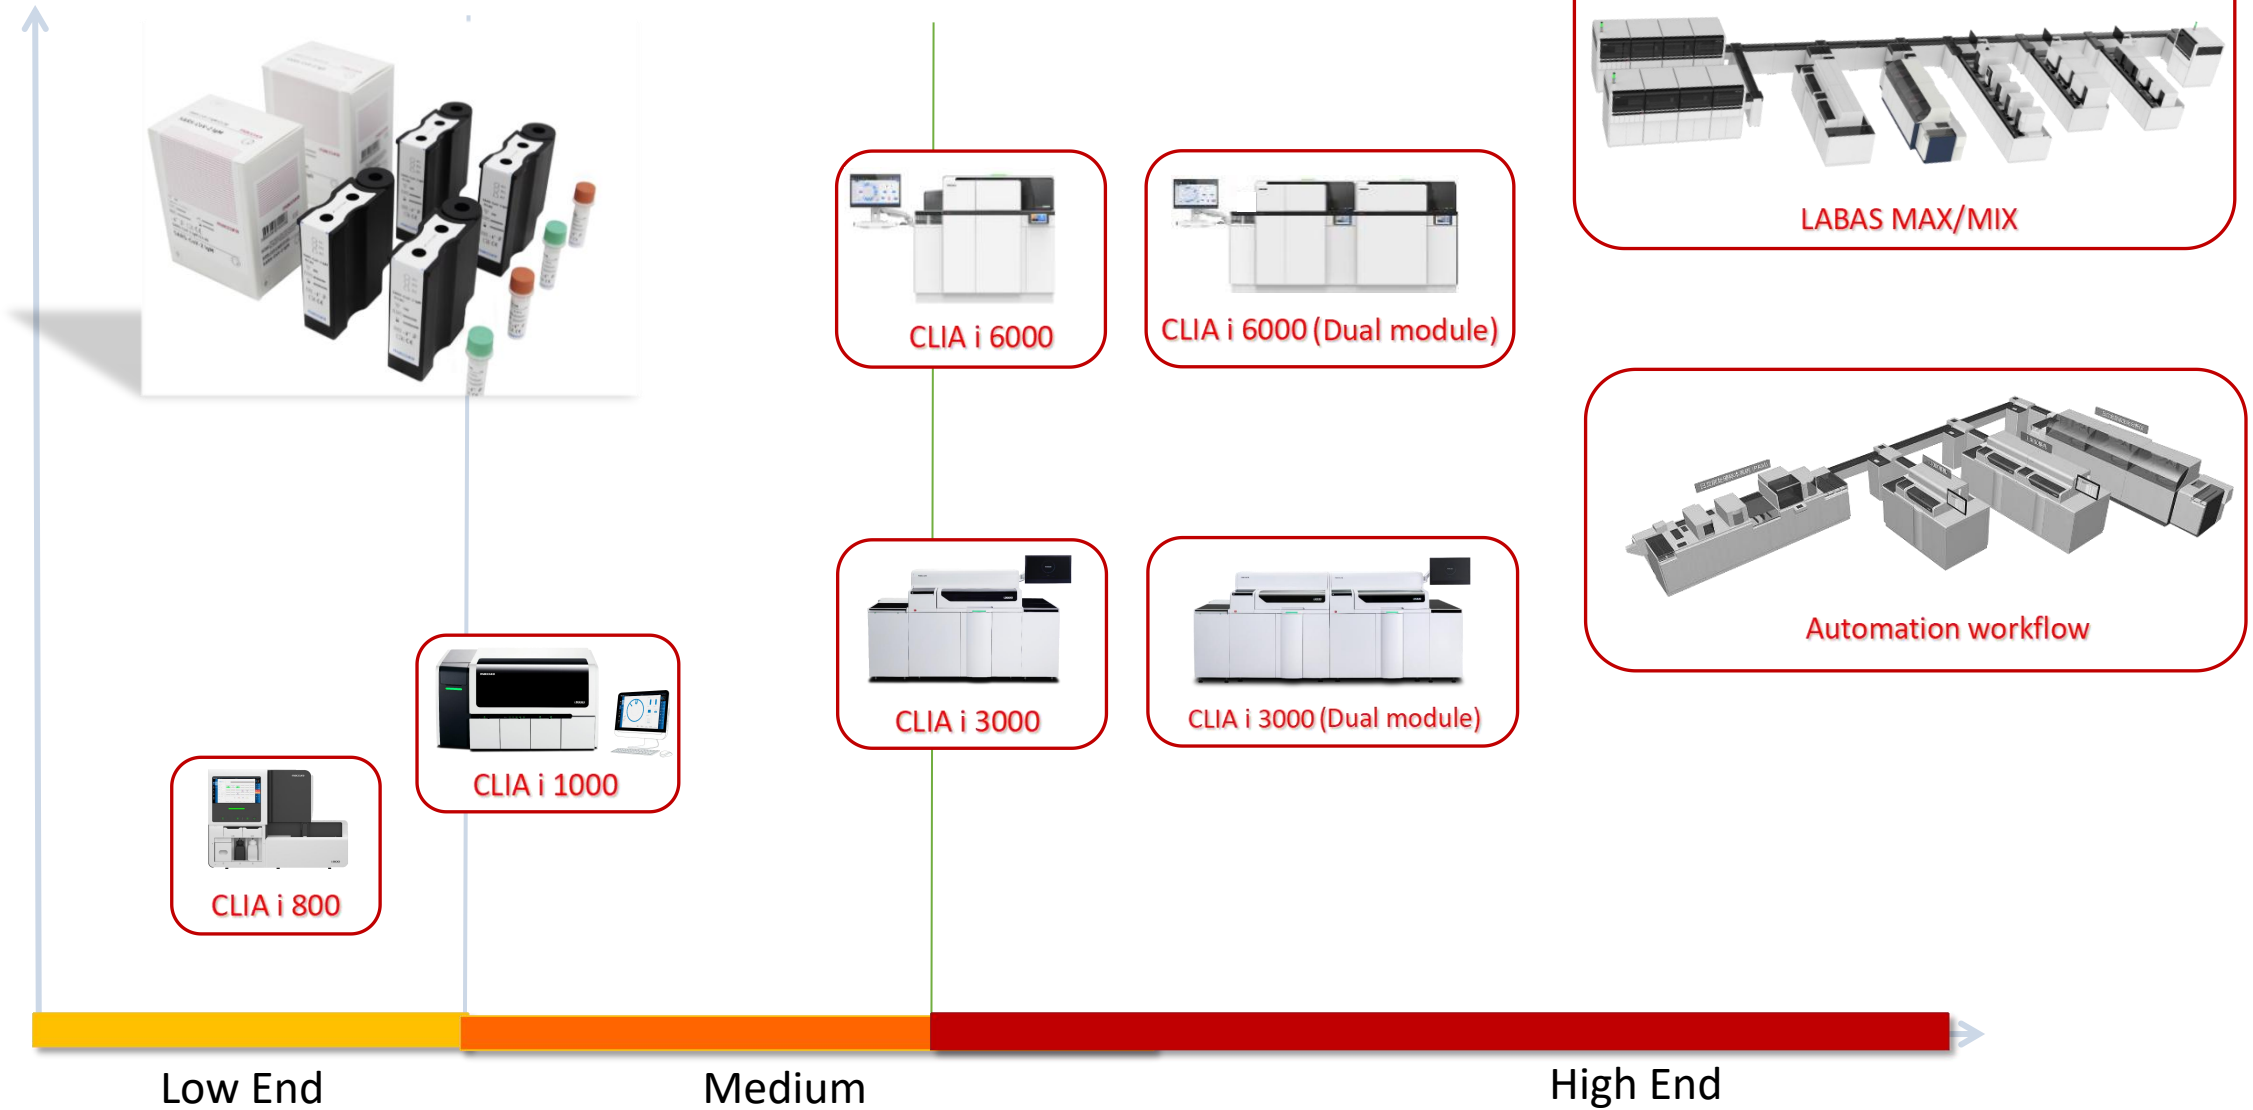 LABAS MAX/MIX
CLIA i 6000
CLIA i 6000 (Dual module)
Automation workflow
CLIA i 3000
CLIA i 3000 (Dual module)
CLIA i 1000
CLIA i 800
Low End
Medium
High End